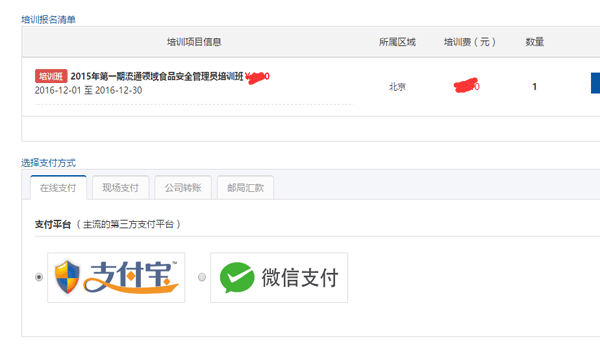 培训报名清单
培训项目信息 所属区域 培训费（元） 数量
培训班 2015年第一期流通领域食品安全管理员培训班
2016-12-01 至 2016-12-30 北京 1
选择支付方式
在线支付 现场支付 公司转账 邮局汇款
支付平台 （ 主流的第三方支付平台 ）
支付宝™ 微信支付